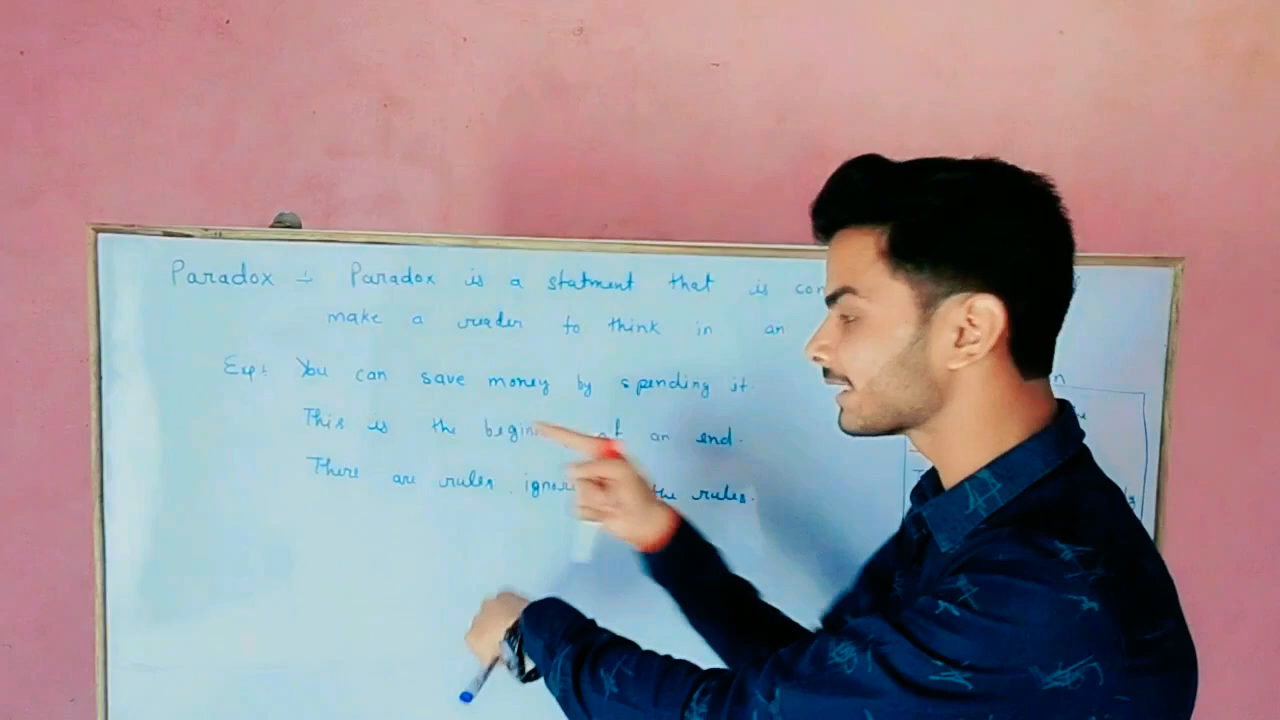 Paradox ÷ Paradox is a statment that is con
make a reader to think in an
Exp: You can save money by spending it.
This is the begin of an end.
There are rules, ignore the rules.